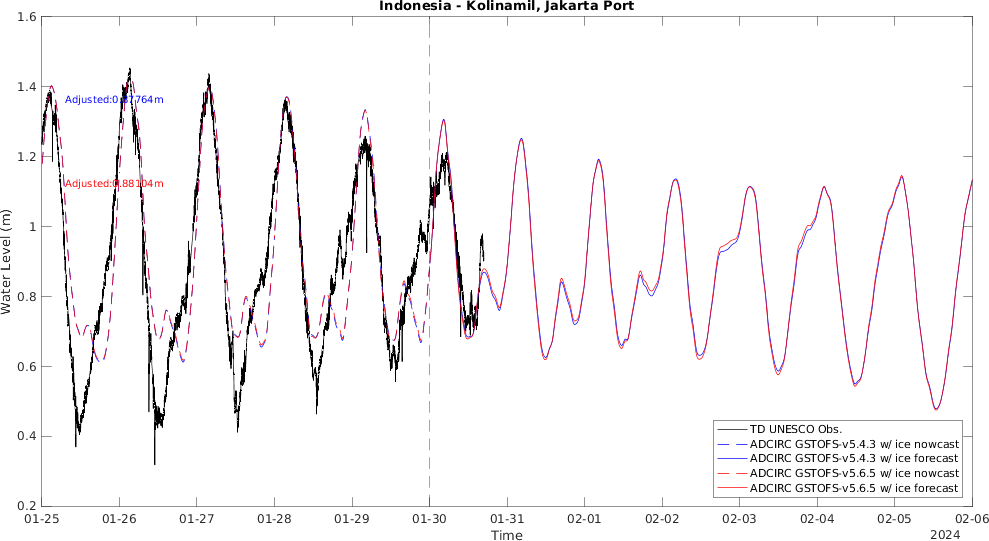 Indonesia - Kolinamil, Jakarta Port
1.6
1.4
1.2
1
0.8
0.6
0.4
0.2
Water Level (m)
Adjusted:0.87764m
Adjusted:0.88104m
TD UNESCO Obs.
ADCIRC GSTOFS-v5.4.3 w/ ice nowcast
ADCIRC GSTOFS-v5.4.3 w/ ice forecast
ADCIRC GSTOFS-v5.6.5 w/ ice nowcast
ADCIRC GSTOFS-v5.6.5 w/ ice forecast
01-25 01-26 01-27 01-28 01-29 01-30 01-31 02-01 02-02 02-03 02-04 02-05 02-06
Time
2024